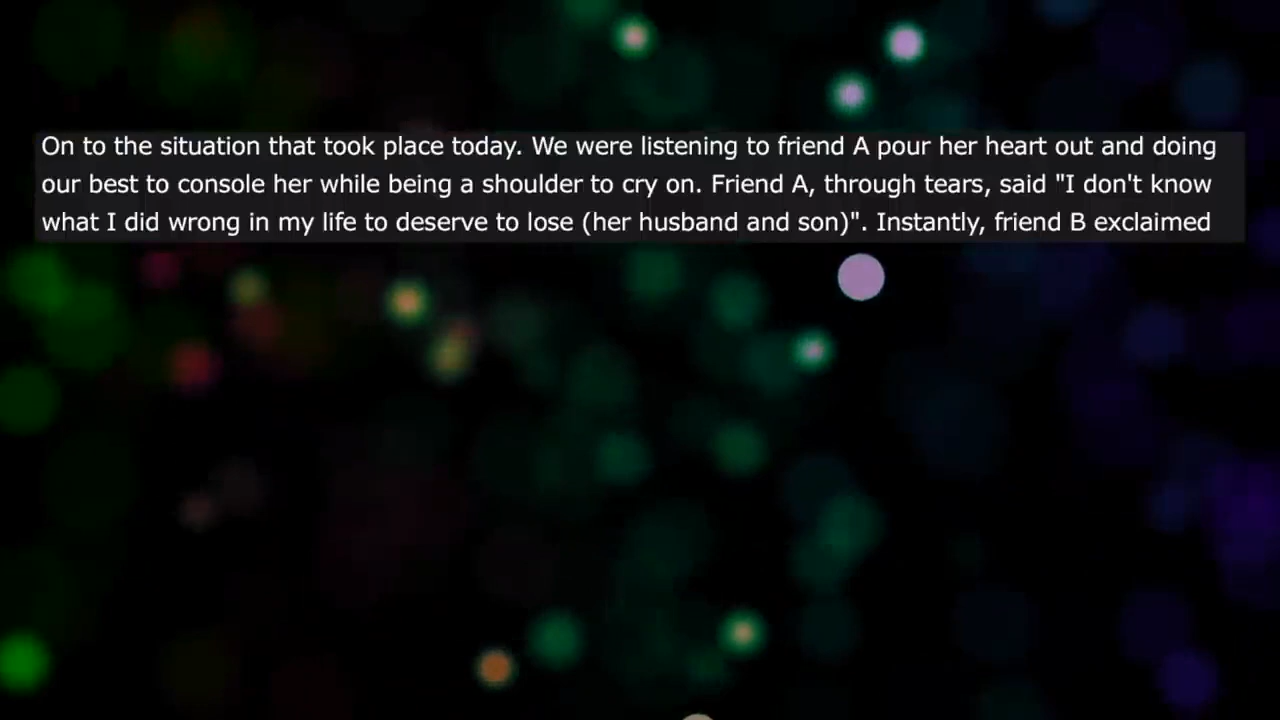 On to the situation that took place today. We were listening to friend A pour her heart out and doing
our best to console her while being a shoulder to cry on. Friend A, through tears, said "I don't know
what I did wrong in my life to deserve to lose (her husband and son)". Instantly, friend B exclaimed